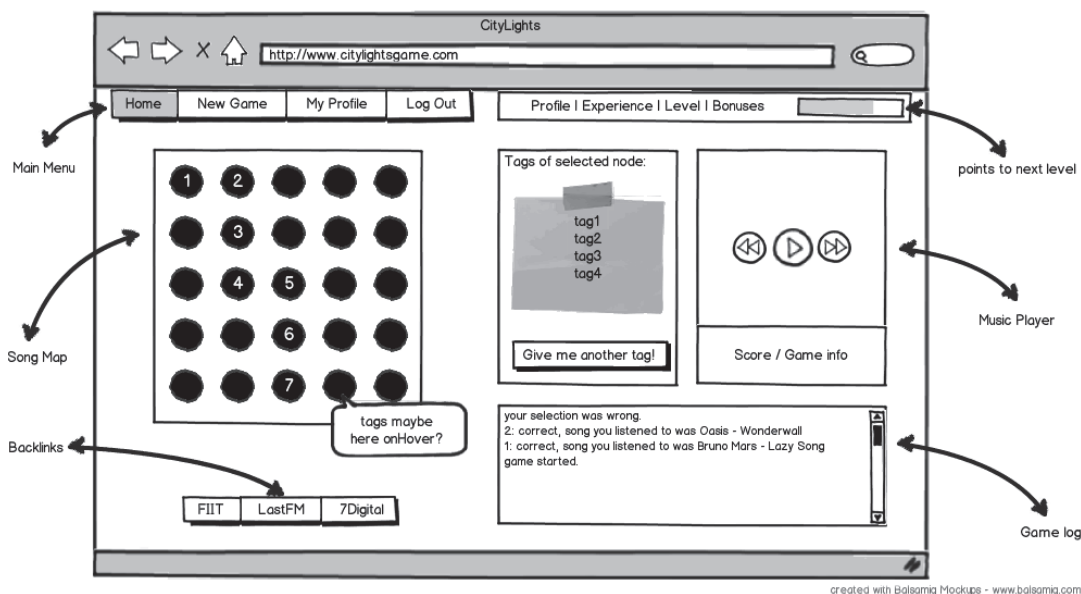 CityLights
http://www.citylightsgame.com
Home New Game My Profile Log Out
Profile | Experience | Level | Bonuses
Main Menu
points to next level
1 2
3
4 5
6
7
tags maybe
here onHover?
Song Map
Tags of selected node:
tag1
tag2
tag3
tag4
Give me another tag!
Score / Game info
Music Player
Backlinks
FIIT LastFM 7Digital
your selection was wrong.
2: correct, song you listened to was Oasis - Wonderwall
1: correct, song you listened to was Bruno Mars - Lazy Song
game started.
Game log
created with Balsamiq Mockups - www.balsamiq.com